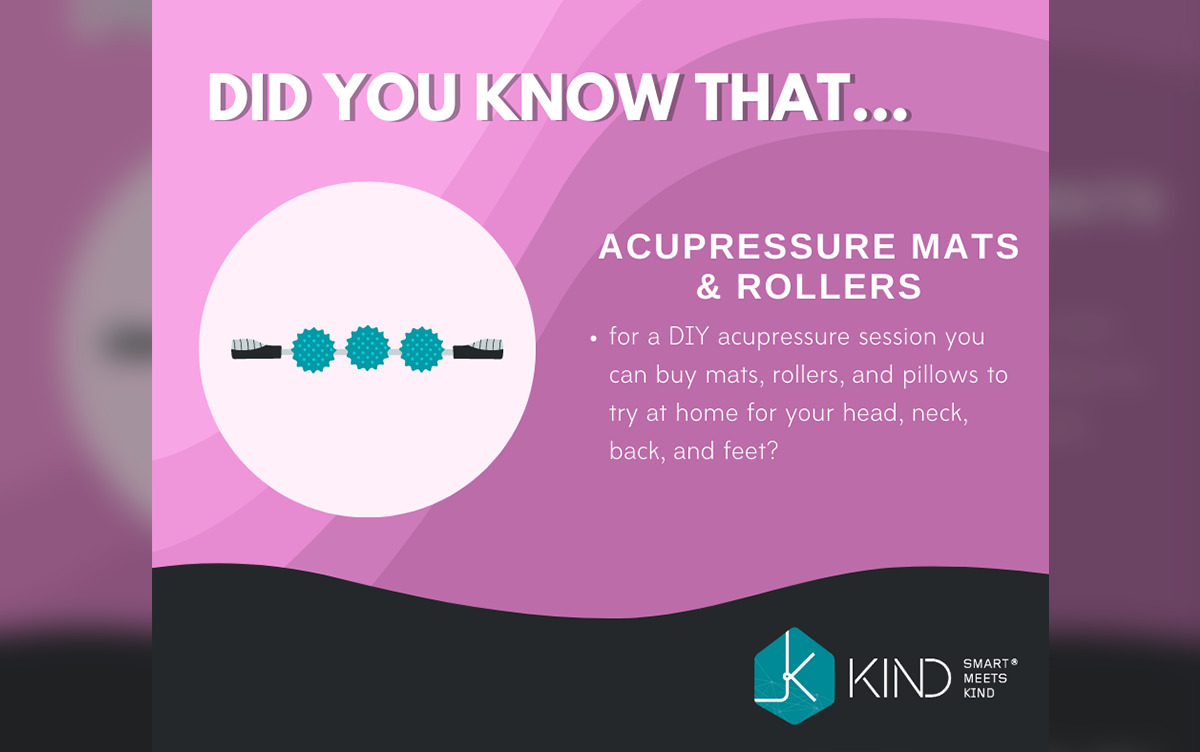 DID YOU KNOW THAT...
ACUPRESSURE MATS
& ROLLERS
• for a DIY acupressure session you
can buy mats, rollers, and pillows to
try at home for your head, neck,
back, and feet?
KIND
SMART®
MEETS
KIND